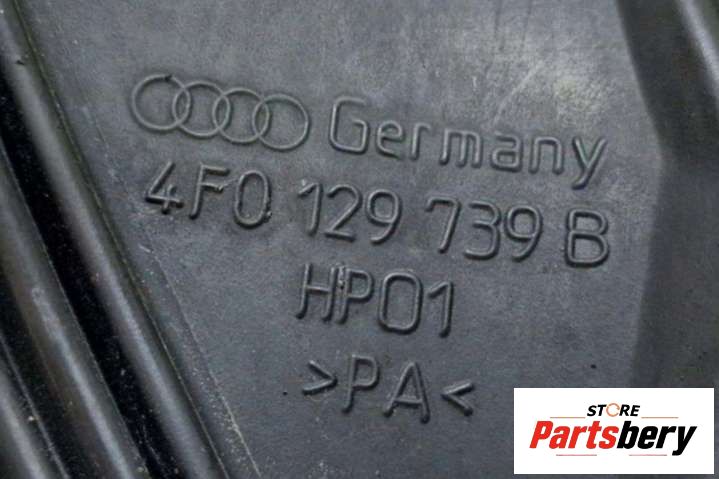 Germany
4F0 129 739 B
HP01
>PA<
STORE
Partsbery